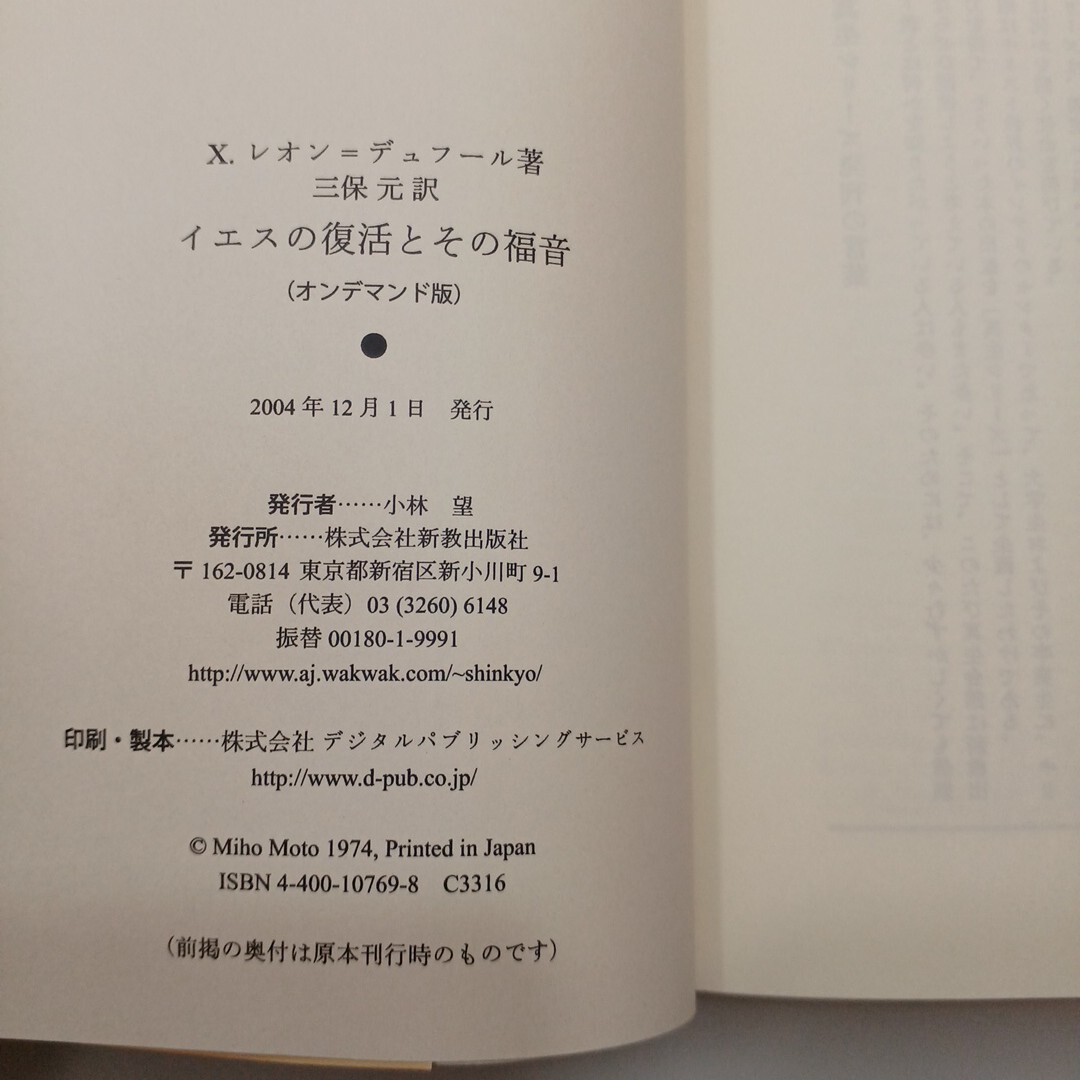 X. レオン＝デュフール著
三保 元 訳
イエスの復活とその福音
（オンデマンド版）
●
2004 年 12 月 1 日　発行
発行者……小林　望
発行所……株式会社新教出版社
〒 162-0814 東京都新宿区新小川町 9-1
電話（代表）03 (3260) 6148
振替 00180-1-9991
http://www.aj.wakwak.com/~shinkyo/
印刷・製本……株式会社 デジタルパブリッシングサービス
http://www.d-pub.co.jp/
© Miho Moto 1974, Printed in Japan
ISBN 4-400-10769-8　C3316
（前掲の奥付は原本刊行時のものです）